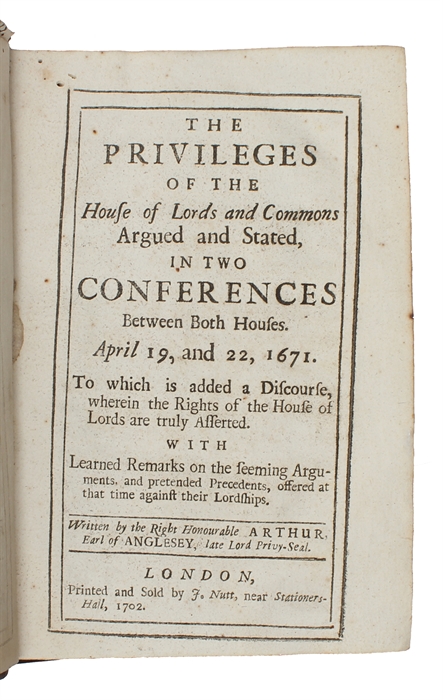 THE
PRIVILEGES
OF THE
Houſe of Lords and Commons
Argued and Stated,
IN TWO
CONFERENCES
Between Both Houſes.
April 19, and 22, 1671.
To which is added a Diſcourſe,
wherein the Rights of the Houſe of
Lords are truly Aſſerted.
WITH
Learned Remarks on the ſeeming Argu-
ments, and pretended Precedents, offered at
that time againſt their Lordſhips.
Written by the Right Honourable ARTHUR,
Earl of ANGLESEY, late Lord Privy-Seal.
LONDON,
Printed and Sold by J. Nutt, near Stationers-
Hall, 1702.